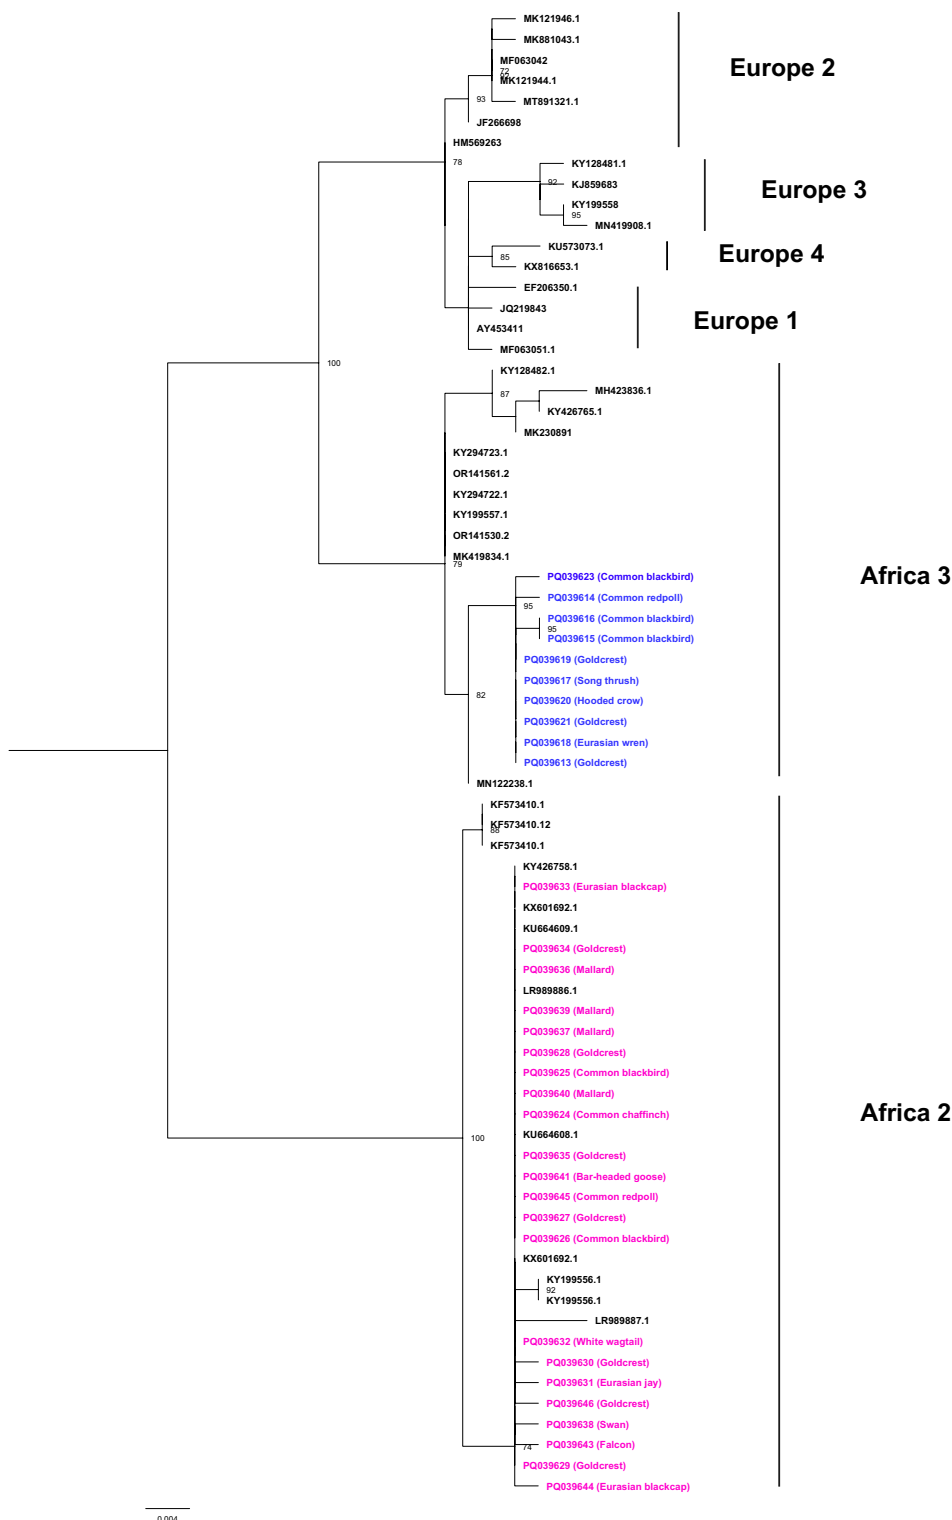 MK121946.1
MK881043.1
MF063042
72
MK121944.1
Europe 2
93
MT891321.1
JF266698
HM569263
78
KY128481.1
92
KJ859683
Europe 3
KY199558
95
MN419908.1
KU573073.1
85
Europe 4
KX816653.1
EF206350.1
JQ219843
Europe 1
AY453411
MF063051.1
100
KY128482.1
87
MH423836.1
KY426765.1
MK230891
KY294723.1
OR141561.2
KY294722.1
KY199557.1
OR141530.2
MK419834.1
79
Africa 3
PQ039623 (Common blackbird)
PQ039614 (Common redpoll)
95
PQ039616 (Common blackbird)
95
PQ039615 (Common blackbird)
PQ039619 (Goldcrest)
PQ039617 (Song thrush)
82
PQ039620 (Hooded crow)
PQ039621 (Goldcrest)
PQ039618 (Eurasian wren)
PQ039613 (Goldcrest)
MN122238.1
KF573410.1
KF573410.12
88
KF573410.1
KY426758.1
PQ039633 (Eurasian blackcap)
KX601692.1
KU664609.1
PQ039634 (Goldcrest)
PQ039636 (Mallard)
LR989886.1
PQ039639 (Mallard)
PQ039637 (Mallard)
PQ039628 (Goldcrest)
PQ039625 (Common blackbird)
PQ039640 (Mallard)
PQ039624 (Common chaffinch)
Africa 2
KU664608.1
100
PQ039635 (Goldcrest)
PQ039641 (Bar-headed goose)
PQ039645 (Common redpoll)
PQ039627 (Goldcrest)
PQ039626 (Common blackbird)
KX601692.1
KY199556.1
92
KY199556.1
LR989887.1
PQ039632 (White wagtail)
PQ039630 (Goldcrest)
PQ039631 (Eurasian jay)
PQ039646 (Goldcrest)
PQ039638 (Swan)
PQ039643 (Falcon)
74
PQ039629 (Goldcrest)
PQ039644 (Eurasian blackcap)
0.004